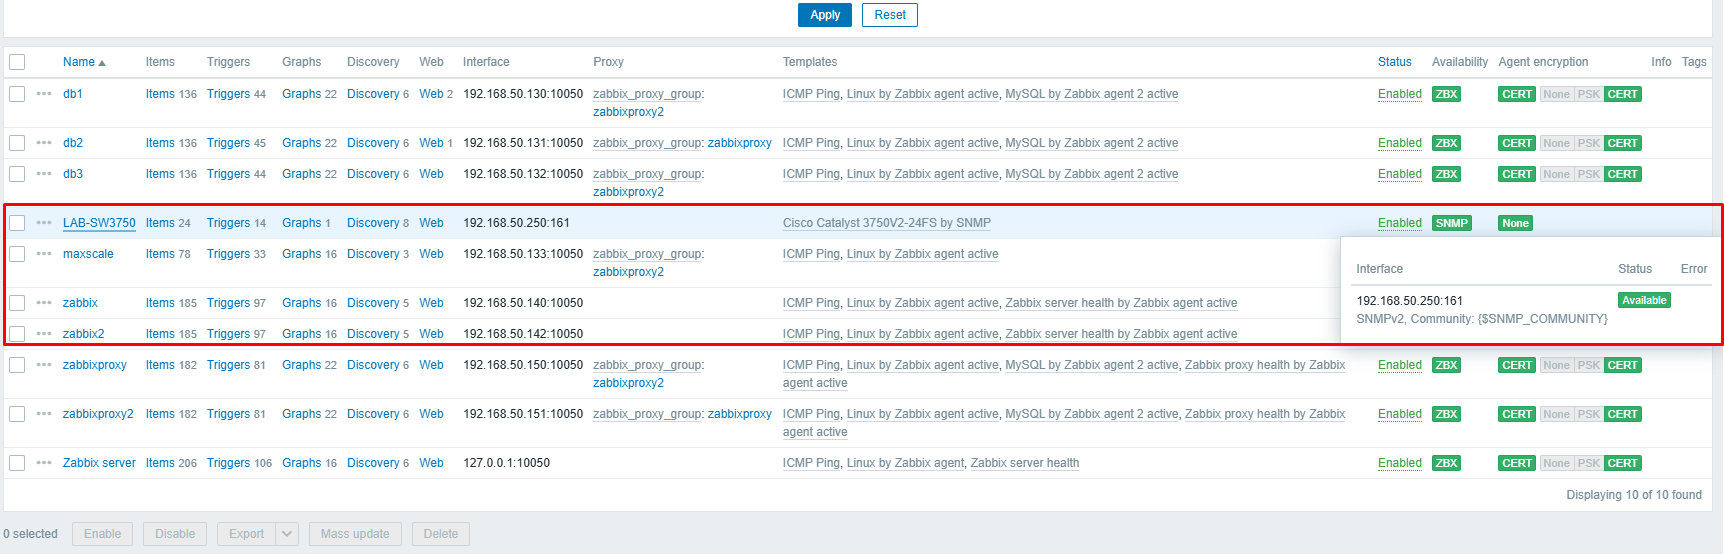 Apply Reset
Name Items Triggers Graphs Discovery Web Interface Proxy Templates Status Availability Agent encryption Info Tags
db1 Items 136 Triggers 44 Graphs 22 Discovery 6 Web 2 192.168.50.130:10050 zabbix_proxy_group: ICMP Ping, Linux by Zabbix agent active, MySQL by Zabbix agent 2 active Enabled ZBX CERT None PSK CERT
zabbixproxy2
db2 Items 136 Triggers 45 Graphs 22 Discovery 6 Web 1 192.168.50.131:10050 zabbix_proxy_group: zabbixproxy ICMP Ping, Linux by Zabbix agent active, MySQL by Zabbix agent 2 active Enabled ZBX CERT None PSK CERT
db3 Items 136 Triggers 44 Graphs 22 Discovery 6 Web 192.168.50.132:10050 zabbix_proxy_group: ICMP Ping, Linux by Zabbix agent active, MySQL by Zabbix agent 2 active Enabled ZBX CERT None PSK CERT
zabbixproxy2
LAB-SW3750 Items 24 Triggers 14 Graphs 1 Discovery 8 Web 192.168.50.250:161 Cisco Catalyst 3750V2-24FS by SNMP Enabled SNMP None
maxscale Items 78 Triggers 33 Graphs 16 Discovery 3 Web 192.168.50.133:10050 zabbix_proxy_group: ICMP Ping, Linux by Zabbix agent active
zabbixproxy2
Interface Status Error
192.168.50.250:161 Available
SNMPv2, Community: {$SNMP_COMMUNITY}
zabbix Items 185 Triggers 97 Graphs 16 Discovery 5 Web 192.168.50.140:10050 ICMP Ping, Linux by Zabbix agent active, Zabbix server health by Zabbix agent active
zabbix2 Items 185 Triggers 97 Graphs 16 Discovery 5 Web 192.168.50.142:10050 ICMP Ping, Linux by Zabbix agent active, Zabbix server health by Zabbix agent active
zabbixproxy Items 182 Triggers 81 Graphs 22 Discovery 6 Web 192.168.50.150:10050 zabbix_proxy_group: ICMP Ping, Linux by Zabbix agent active, MySQL by Zabbix agent 2 active, Zabbix proxy health by Zabbix Enabled ZBX CERT None PSK CERT
zabbixproxy2 agent active
zabbixproxy2 Items 182 Triggers 81 Graphs 22 Discovery 6 Web 192.168.50.151:10050 zabbix_proxy_group: zabbixproxy ICMP Ping, Linux by Zabbix agent active, MySQL by Zabbix agent 2 active, Zabbix proxy health by Zabbix Enabled ZBX CERT None PSK CERT
agent active
Zabbix server Items 206 Triggers 106 Graphs 16 Discovery 6 Web 127.0.0.1:10050 ICMP Ping, Linux by Zabbix agent, Zabbix server health Enabled ZBX CERT None PSK CERT
Displaying 10 of 10 found
0 selected Enable Disable Export Mass update Delete